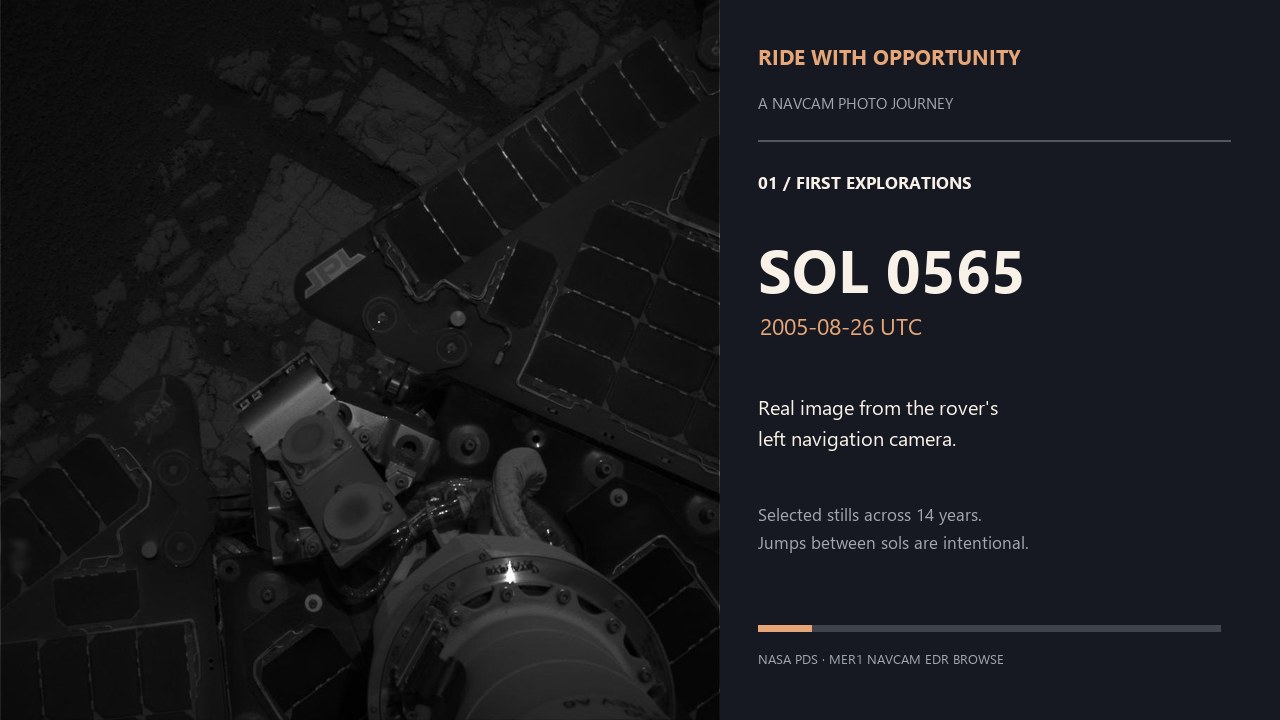 RIDE WITH OPPORTUNITY
A NAVCAM PHOTO JOURNEY
01 / FIRST EXPLORATIONS
SOL 0565
2005-08-26 UTC
Real image from the rover's
left navigation camera.
Selected stills across 14 years.
Jumps between sols are intentional.
NASA PDS · MER1 NAVCAM EDR BROWSE
JPL
NASA